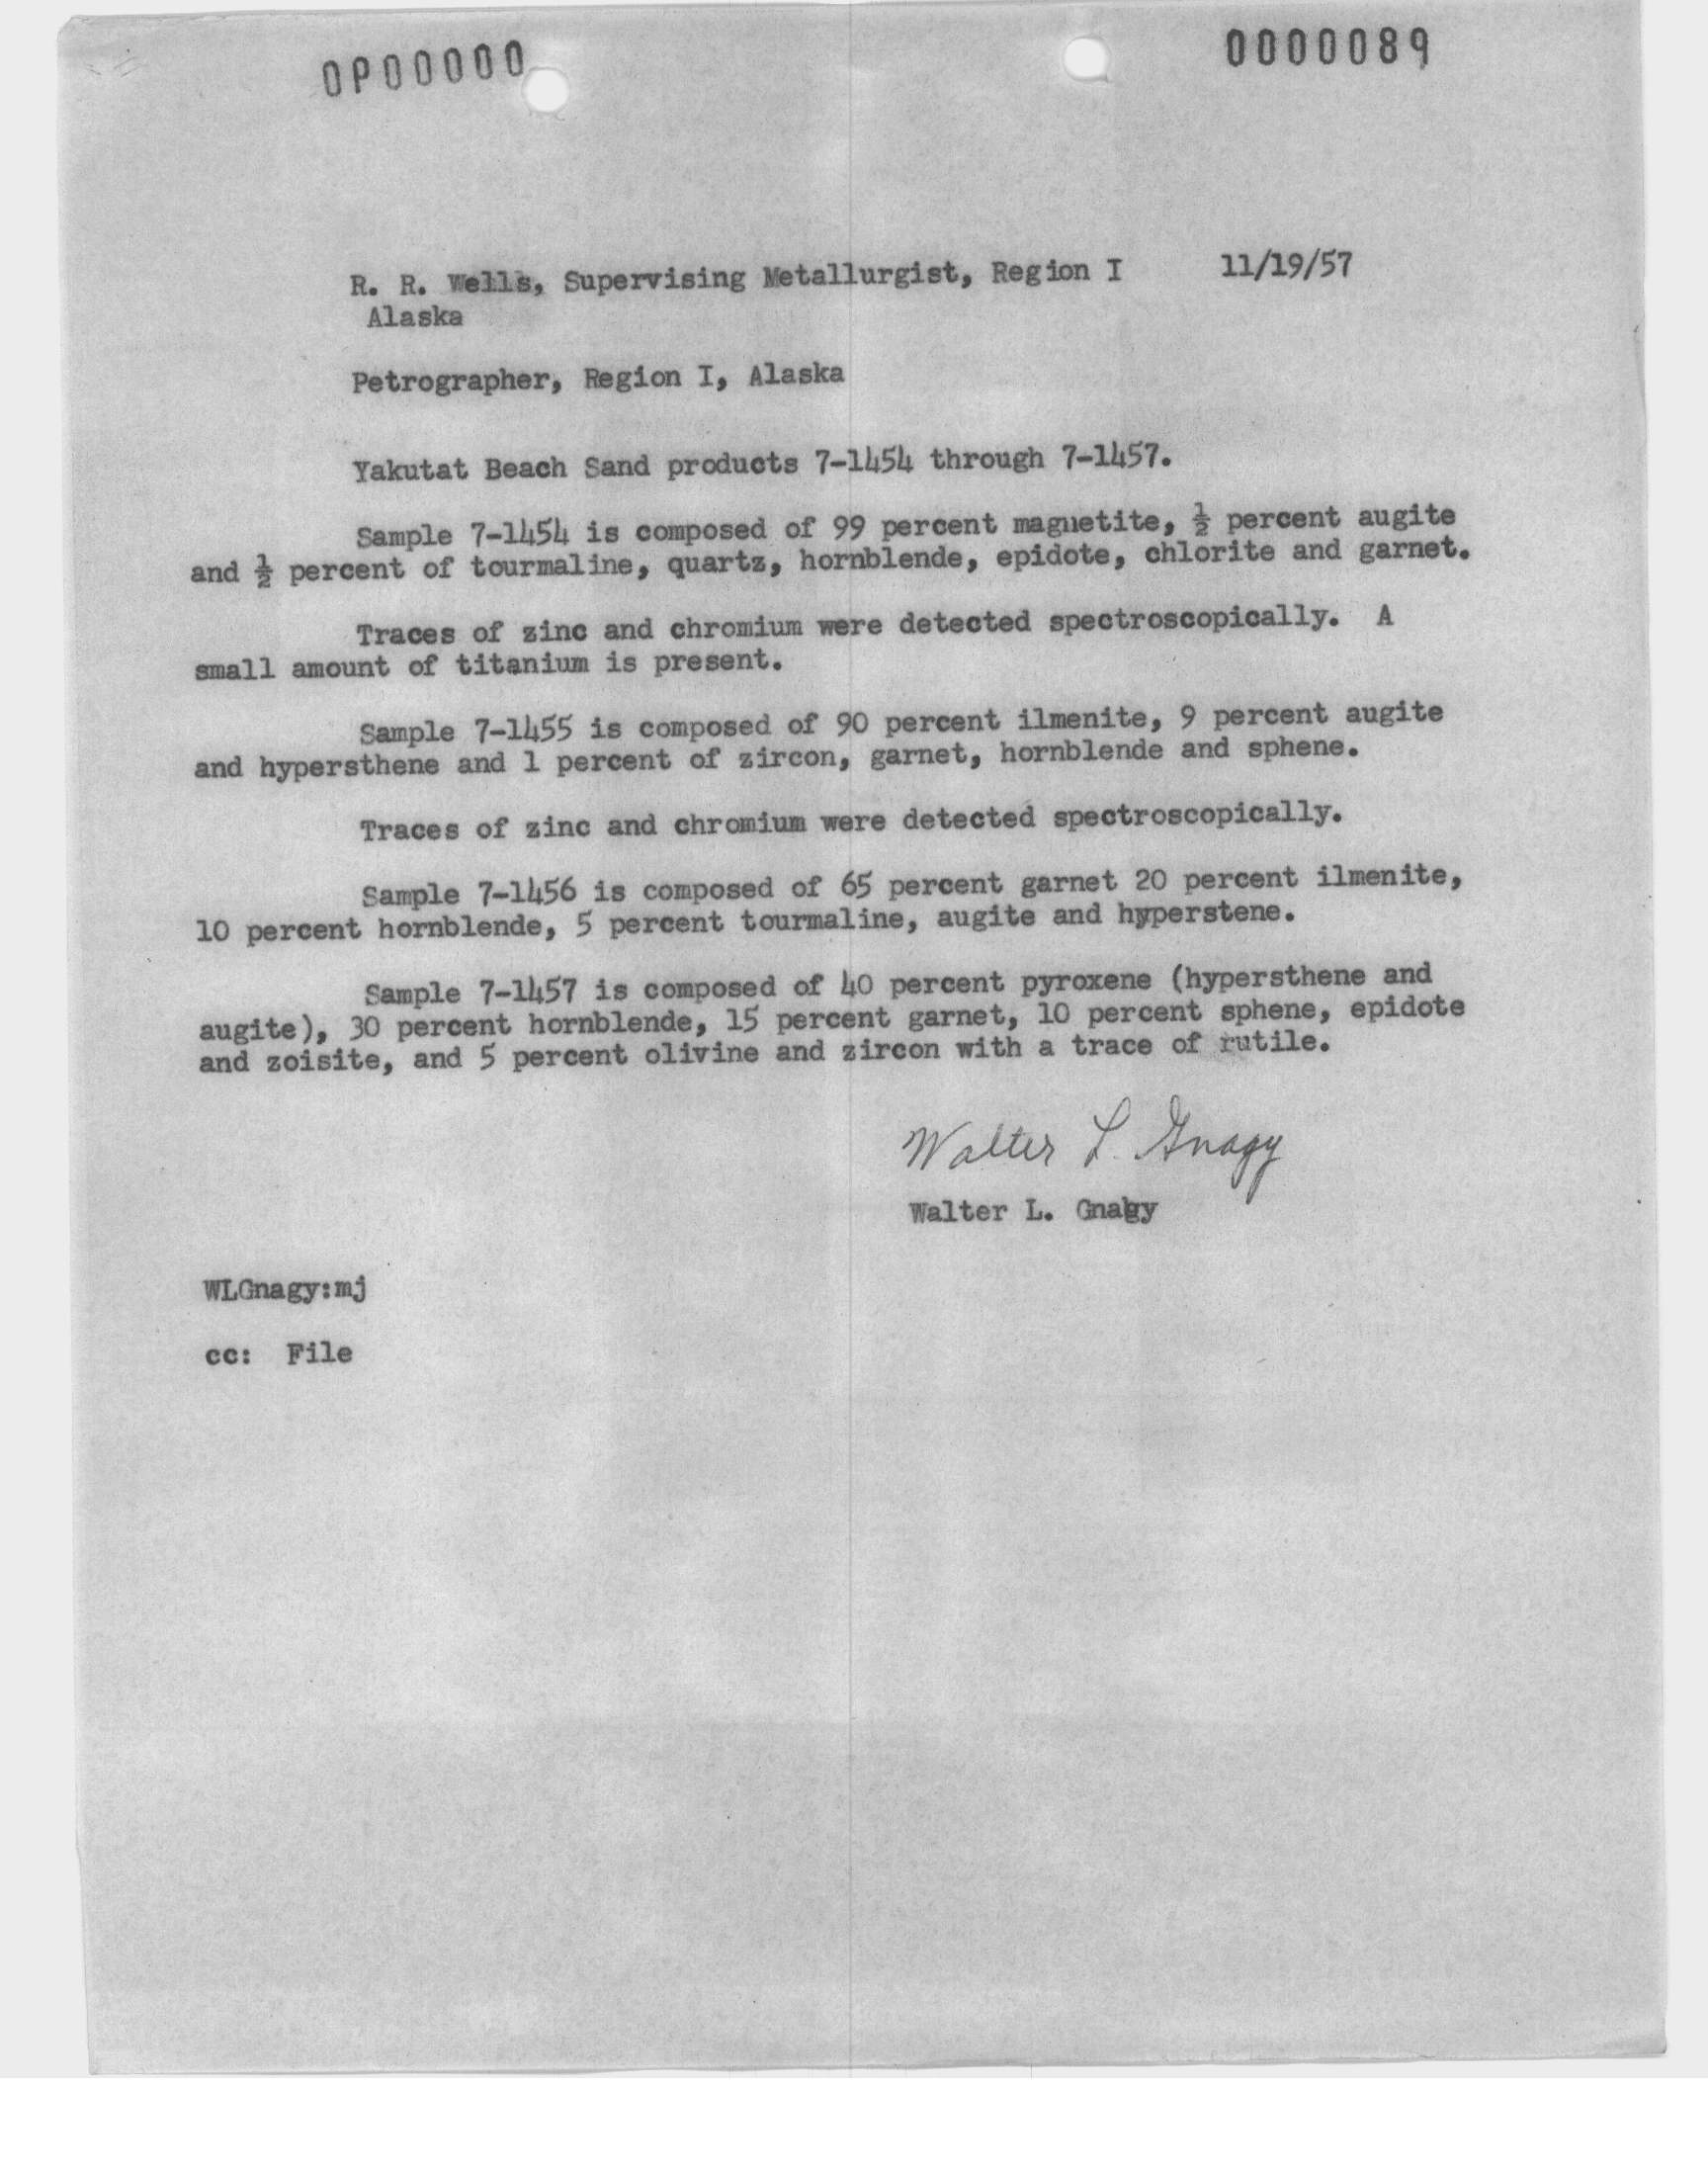 0P00000
0000089
R. R. Wells, Supervising Metallurgist, Region I 11/19/57
Alaska
Petrographer, Region I, Alaska
Yakutat Beach Sand products 7-1454 through 7-1457.
Sample 7-1454 is composed of 99 percent magnetite, ½ percent augite
and ½ percent of tourmaline, quartz, hornblende, epidote, chlorite and garnet.
Traces of zinc and chromium were detected spectroscopically. A
small amount of titanium is present.
Sample 7-1455 is composed of 90 percent ilmenite, 9 percent augite
and hypersthene and 1 percent of zircon, garnet, hornblende and sphene.
Traces of zinc and chromium were detected spectroscopically.
Sample 7-1456 is composed of 65 percent garnet 20 percent ilmenite,
10 percent hornblende, 5 percent tourmaline, augite and hyperstene.
Sample 7-1457 is composed of 40 percent pyroxene (hypersthene and
augite), 30 percent hornblende, 15 percent garnet, 10 percent sphene, epidote
and zoisite, and 5 percent olivine and zircon with a trace of rutile.
Walter L. Gnagy
Walter L. Gnagy
WLGnagy:mj
cc: File